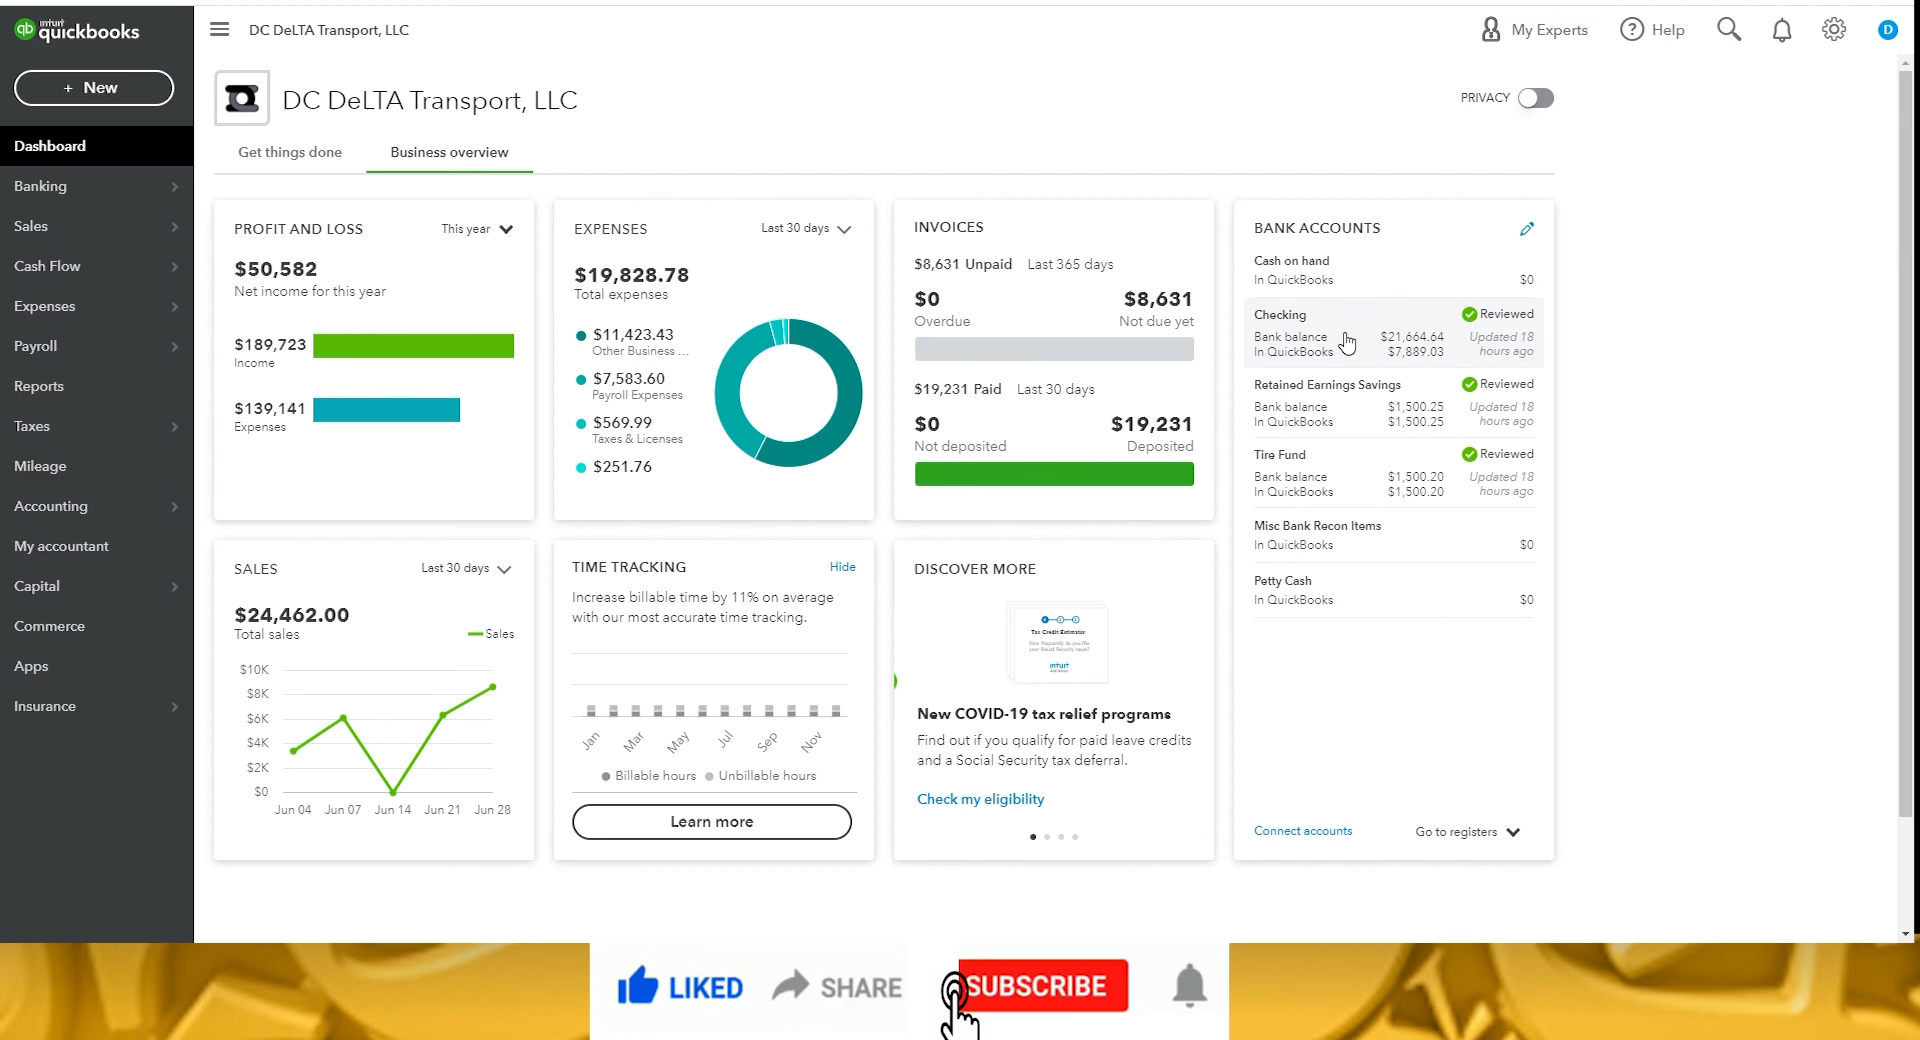 intuit
quickbooks
DC DeLTA Transport, LLC
My Experts
Help
D
+ New
DC DeLTA Transport, LLC
PRIVACY
Get things done
Business overview
Dashboard
Banking
Sales
Cash Flow
Expenses
Payroll
Reports
Taxes
Mileage
Accounting
My accountant
Capital
Commerce
Apps
Insurance
PROFIT AND LOSS
This year
$50,582
Net income for this year
$189,723
Income
$139,141
Expenses
EXPENSES
Last 30 days
$19,828.78
Total expenses
$11,423.43
Other Business ...
$7,583.60
Payroll Expenses
$569.99
Taxes & Licenses
$251.76
INVOICES
$8,631 Unpaid Last 365 days
$0 $8,631
Overdue Not due yet
$19,231 Paid Last 30 days
$0 $19,231
Not deposited Deposited
BANK ACCOUNTS
Cash on hand
In QuickBooks $0
Checking Reviewed
Bank balance $21,664.64 Updated 18
In QuickBooks $7,889.03 hours ago
Retained Earnings Savings Reviewed
Bank balance $1,500.25 Updated 18
In QuickBooks $1,500.25 hours ago
Tire Fund Reviewed
Bank balance $1,500.20 Updated 18
In QuickBooks $1,500.20 hours ago
Misc Bank Recon Items
In QuickBooks $0
Petty Cash
In QuickBooks $0
Connect accounts Go to registers
SALES
Last 30 days
$24,462.00
Total sales
Sales
$10K
$8K
$6K
$4K
$2K
$0
Jun 04 Jun 07 Jun 14 Jun 21 Jun 28
TIME TRACKING
Hide
Increase billable time by 11% on average
with our most accurate time tracking.
Jan Mar May Jul Sep Nov
Billable hours Unbillable hours
Learn more
DISCOVER MORE
Tax Credit Estimator
How frequently do you file
your Social Security taxes?
intuit
New COVID-19 tax relief programs
Find out if you qualify for paid leave credits
and a Social Security tax deferral.
Check my eligibility
LIKED SHARE SUBSCRIBE